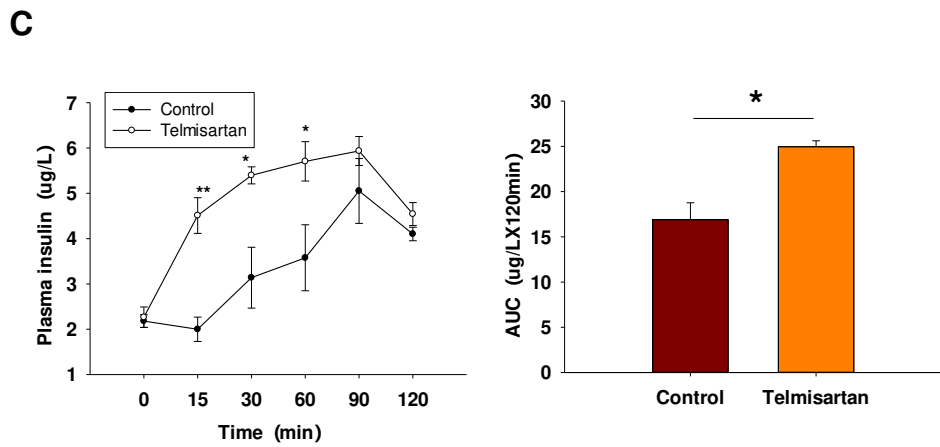 C
7
6
5
4
3
2
1
Plasma insulin (ug/L)
Control
Telmisartan
**
*
*
0 15 30 60 90 120
Time (min)
30
25
20
15
10
5
0
AUC (ug/LX120min)
*
Control Telmisartan